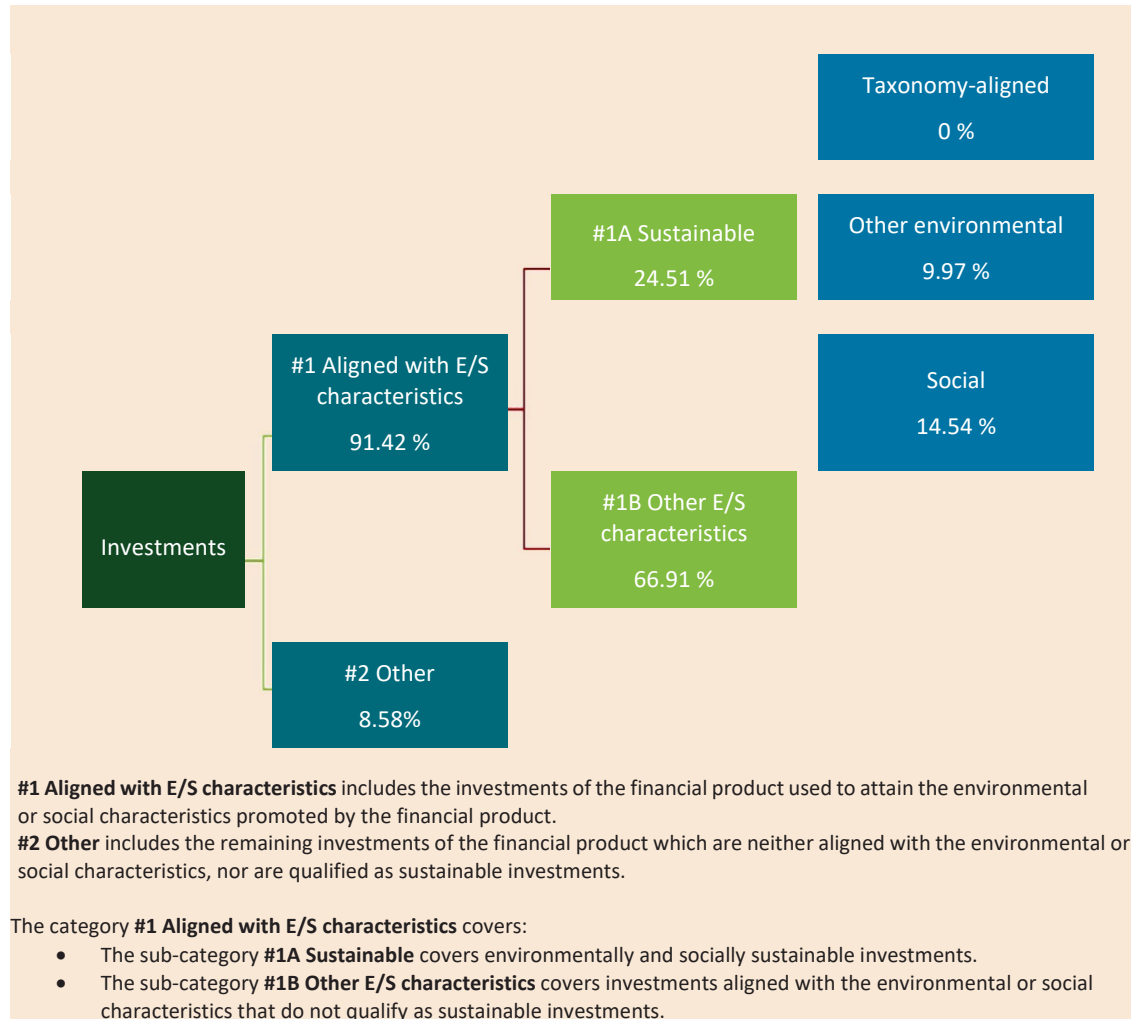 Taxonomy-aligned
0 %
#1A Sustainable
24.51 %
Other environmental
9.97 %
#1 Aligned with E/S
characteristics
91.42 %
Social
14.54 %
Investments
#1B Other E/S
characteristics
66.91 %
#2 Other
8.58%
#1 Aligned with E/S characteristics includes the investments of the financial product used to attain the environmental
or social characteristics promoted by the financial product.
#2 Other includes the remaining investments of the financial product which are neither aligned with the environmental or
social characteristics, nor are qualified as sustainable investments.
The category #1 Aligned with E/S characteristics covers:
• The sub-category #1A Sustainable covers environmentally and socially sustainable investments.
• The sub-category #1B Other E/S characteristics covers investments aligned with the environmental or social
characteristics that do not qualify as sustainable investments.